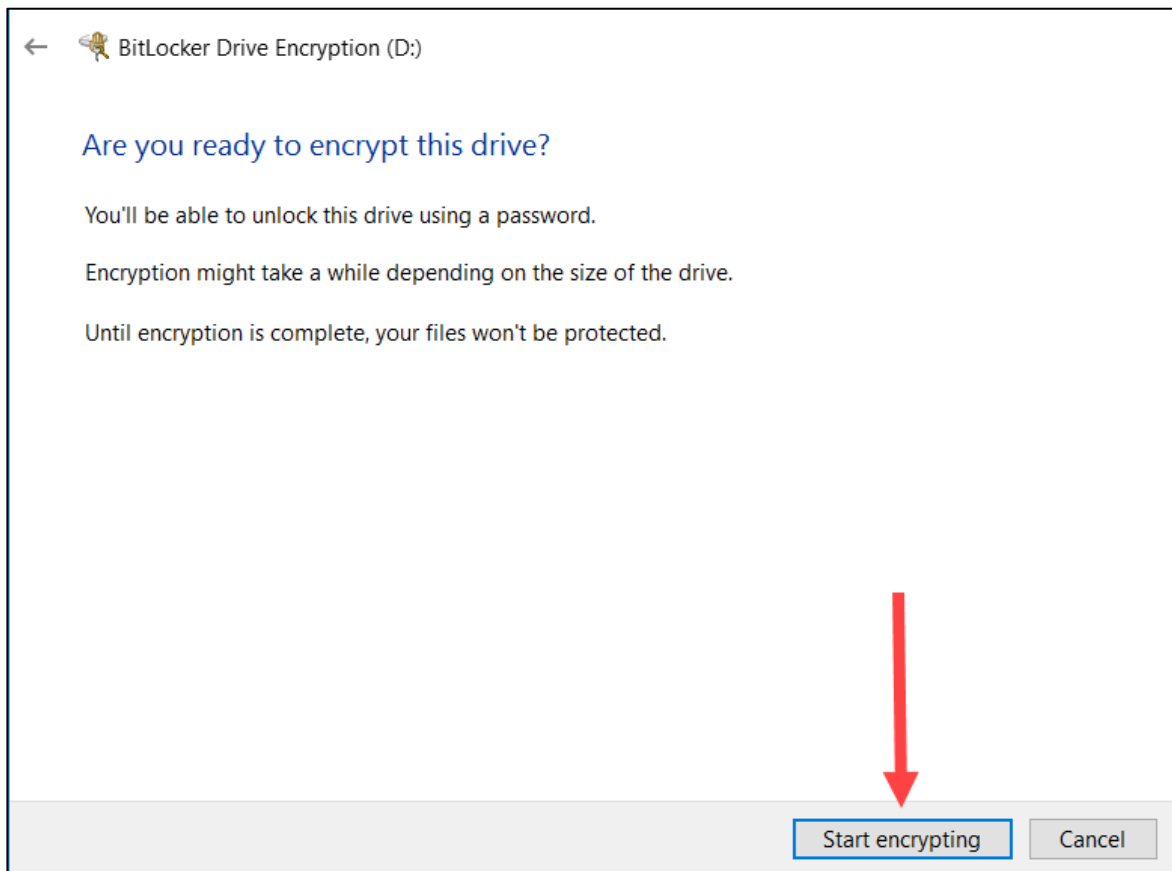 BitLocker Drive Encryption (D:)
Are you ready to encrypt this drive?
You'll be able to unlock this drive using a password.
Encryption might take a while depending on the size of the drive.
Until encryption is complete, your files won't be protected.
Start encrypting
Cancel